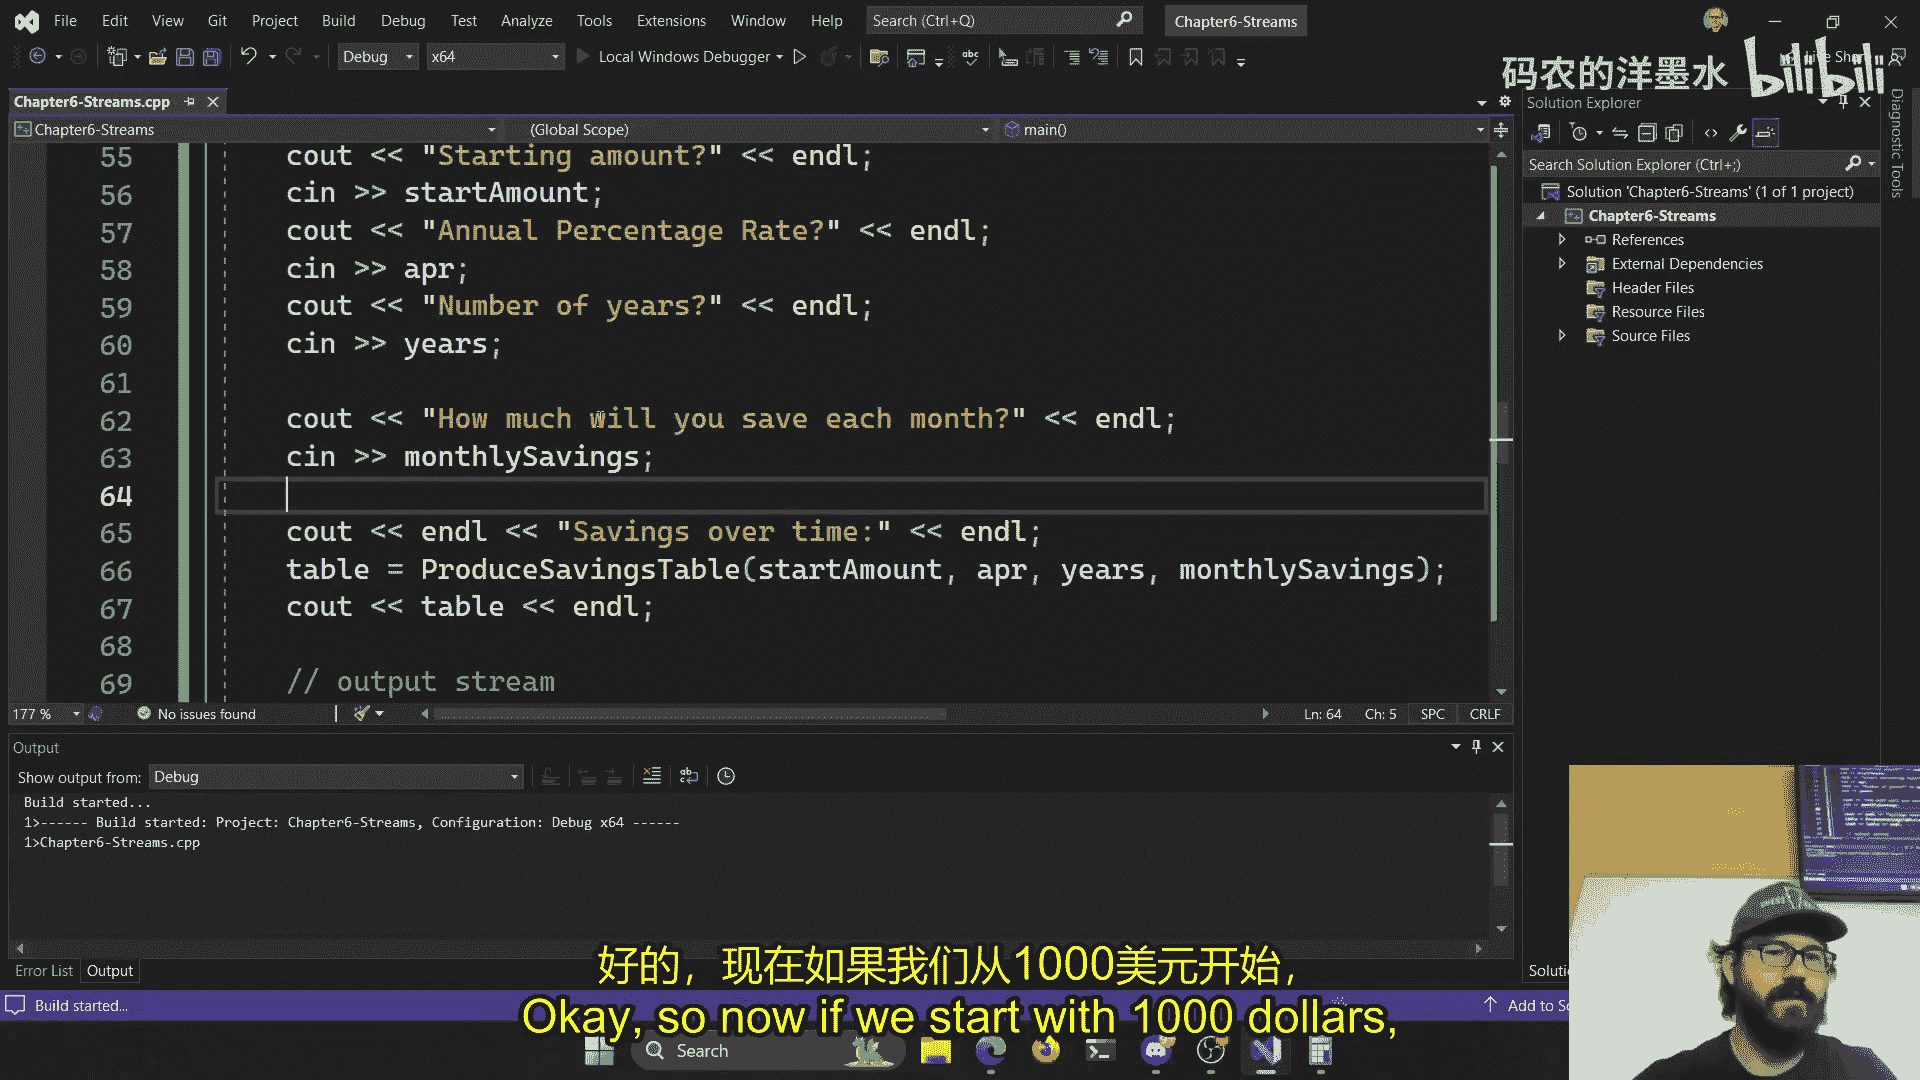 File Edit View Git Project Build Debug Test Analyze Tools Extensions Window Help Search (Ctrl+Q) Chapter6-Streams
Debug x64 Local Windows Debugger
码农的洋墨水 bilibili
Chapter6-Streams.cpp
Chapter6-Streams (Global Scope) main()
55 cout << "Starting amount?" << endl;
56 cin >> startAmount;
57 cout << "Annual Percentage Rate?" << endl;
58 cin >> apr;
59 cout << "Number of years?" << endl;
60 cin >> years;
61
62 cout << "How much will you save each month?" << endl;
63 cin >> monthlySavings;
64
65 cout << endl << "Savings over time:" << endl;
66 table = ProduceSavingsTable(startAmount, apr, years, monthlySavings);
67 cout << table << endl;
68
69 // output stream
177 % No issues found Ln: 64 Ch: 5 SPC CRLF
Solution Explorer
Search Solution Explorer (Ctrl+;)
Solution 'Chapter6-Streams' (1 of 1 project)
Chapter6-Streams
References
External Dependencies
Header Files
Resource Files
Source Files
Diagnostic Tools
Output
Show output from: Debug
Build started...
1>------ Build started: Project: Chapter6-Streams, Configuration: Debug x64 ------
1>Chapter6-Streams.cpp
Error List Output
Build started...
好的，现在如果我们从1000美元开始，
Okay, so now if we start with 1000 dollars,
Search